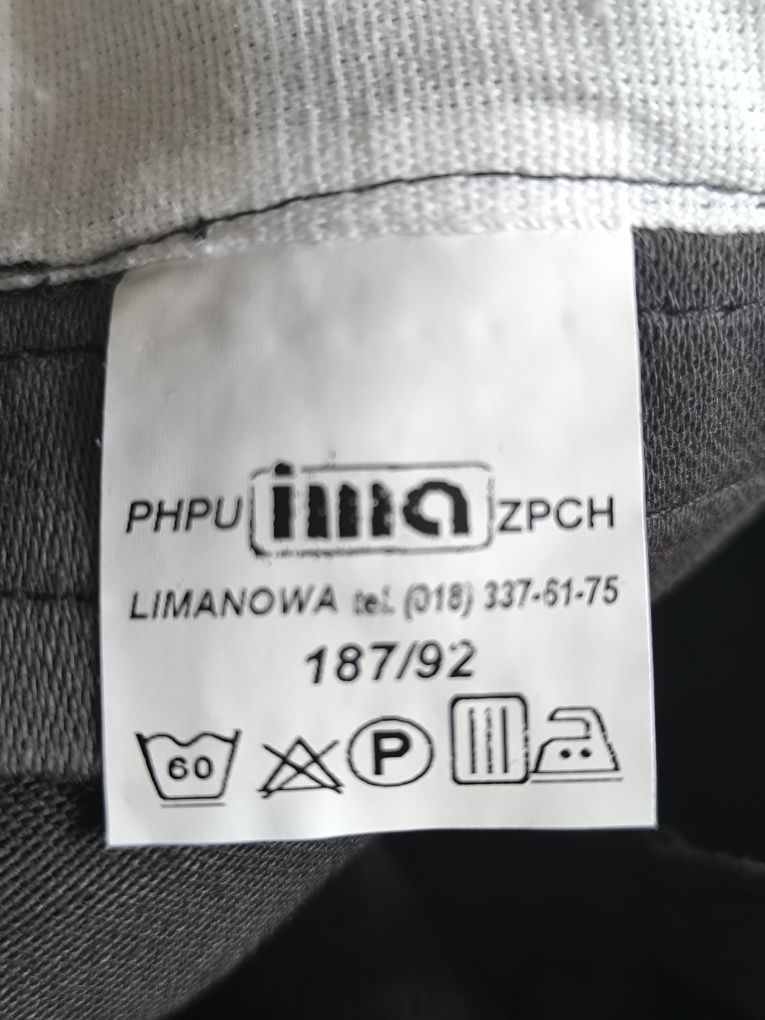 PHPU ima ZPCH
LIMANOWA tel. (018) 337-61-75
187/92
60 P